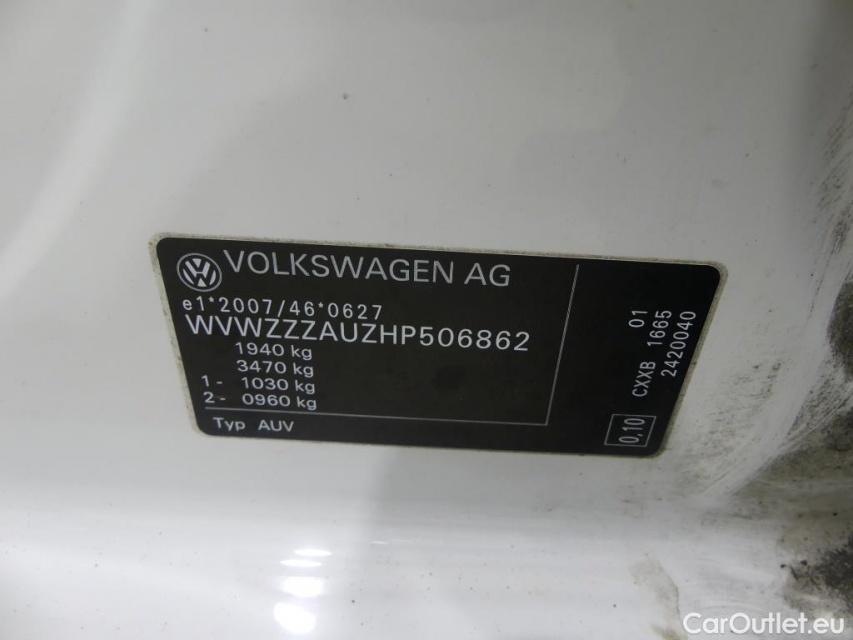 VOLKSWAGEN AG
e1*2007/46*0627
WVWZZZAUZHP506862
1940 kg
3470 kg
1- 1030 kg
2- 0960 kg
Typ AUV
01
CXXB 1665
2420040
0,10
CarOutlet.eu